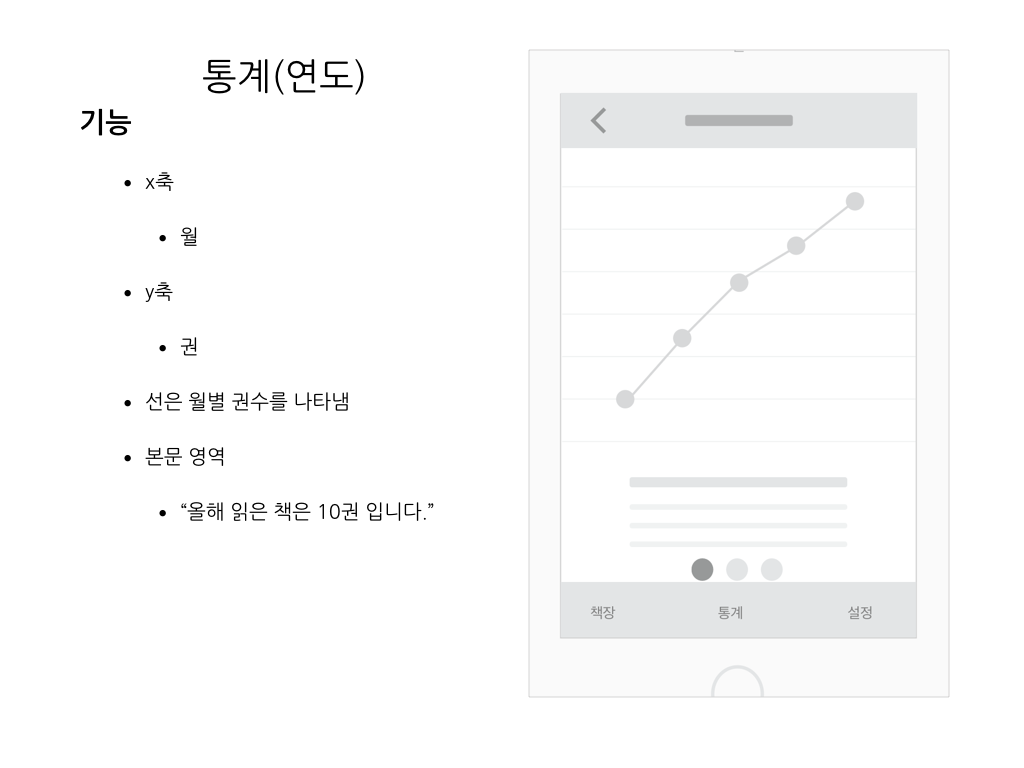 통계(연도)
기능
• x축
• 월
• y축
• 권
• 선은 월별 권수를 나타냄
• 본문 영역
• “올해 읽은 책은 10권 입니다.”
책장 통계 설정